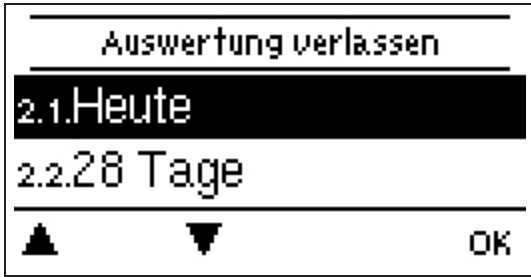 Auswertung verlassen
2.1.Heute
2.2.28 Tage
▲ ▼ OK